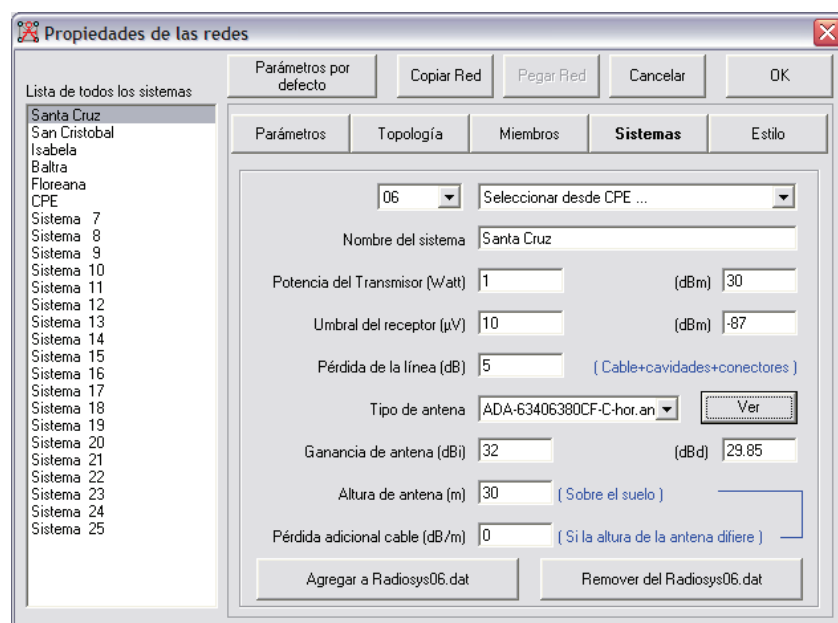 Propiedades de las redes
Parámetros por defecto
Copiar Red
Pegar Red
Cancelar
OK
Lista de todos los sistemas
Santa Cruz
San Cristobal
Isabela
Baltra
Floreana
CPE
Sistema 7
Sistema 8
Sistema 9
Sistema 10
Sistema 11
Sistema 12
Sistema 13
Sistema 14
Sistema 15
Sistema 16
Sistema 17
Sistema 18
Sistema 19
Sistema 20
Sistema 21
Sistema 22
Sistema 23
Sistema 24
Sistema 25
Parámetros
Topología
Miembros
Sistemas
Estilo
06 Seleccionar desde CPE ...
Nombre del sistema Santa Cruz
Potencia del Transmisor (Watt) 1 (dBm) 30
Umbral del receptor (µV) 10 (dBm) -87
Pérdida de la línea (dB) 5 ( Cable+cavidades+conectores )
Tipo de antena ADA-63406380CF-C-hor.an Ver
Ganancia de antena (dBi) 32 (dBd) 29.85
Altura de antena (m) 30 ( Sobre el suelo )
Pérdida adicional cable (dB/m) 0 ( Si la altura de la antena difiere )
Agregar a Radiosys06.dat
Remover del Radiosys06.dat